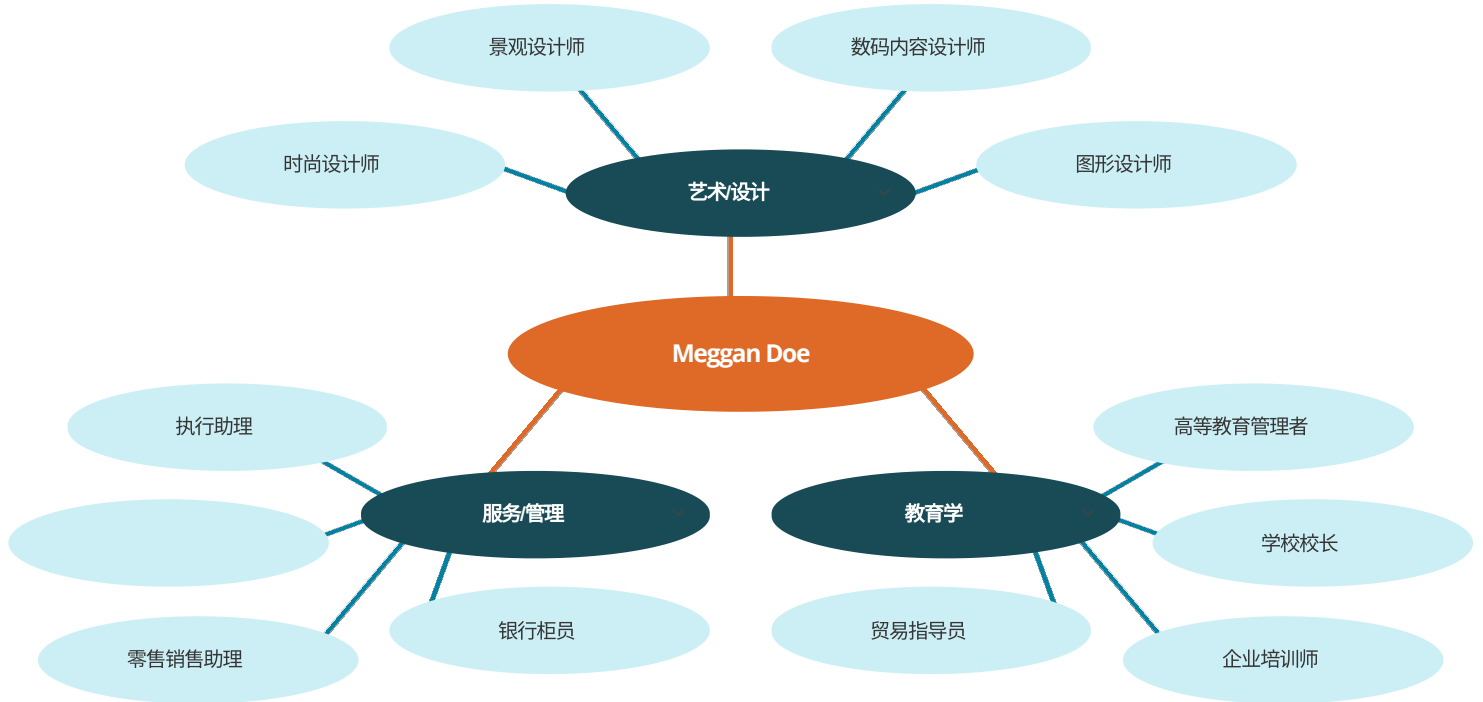 景观设计师
数码内容设计师
时尚设计师
图形设计师
艺术/设计
Meggan Doe
执行助理
高等教育管理者
服务/管理
教育学
学校校长
银行柜员
贸易指导员
零售销售助理
企业培训师